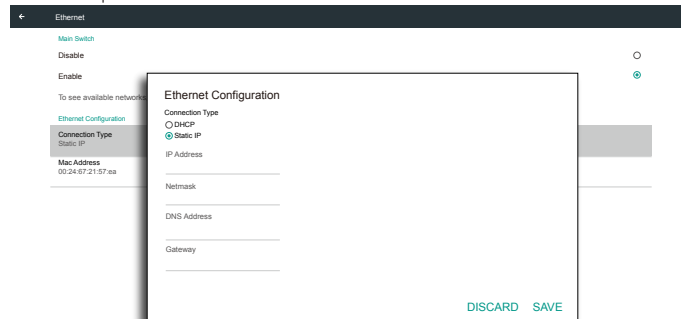 Ethernet
Main Switch
Disable
Enable
To see available networks
Ethernet Configuration
Connection Type
Static IP
Mac Address
00:24:67:21:57:ea
Ethernet Configuration
Connection Type
DHCP
Static IP
IP Address
Netmask
DNS Address
Gateway
DISCARD SAVE